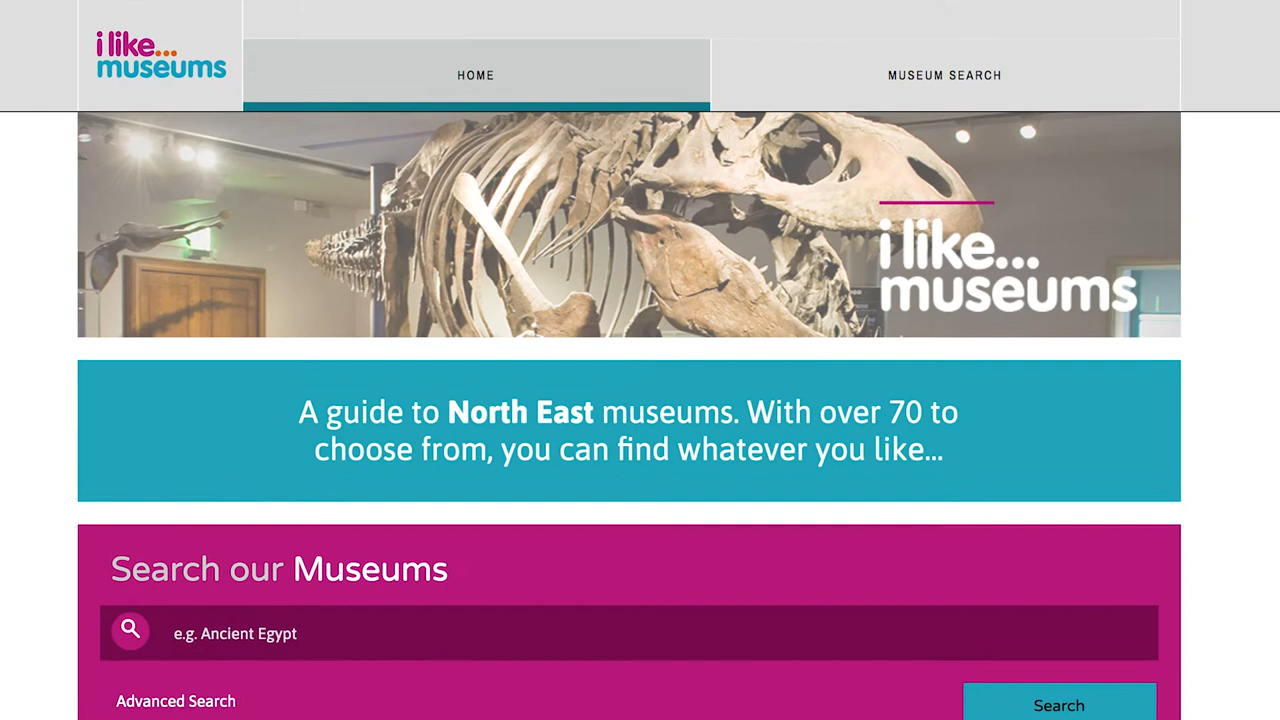 i like...
museums
HOME
MUSEUM SEARCH
i like...
museums
A guide to North East museums. With over 70 to
choose from, you can find whatever you like...
Search our Museums
e.g. Ancient Egypt
Advanced Search
Search